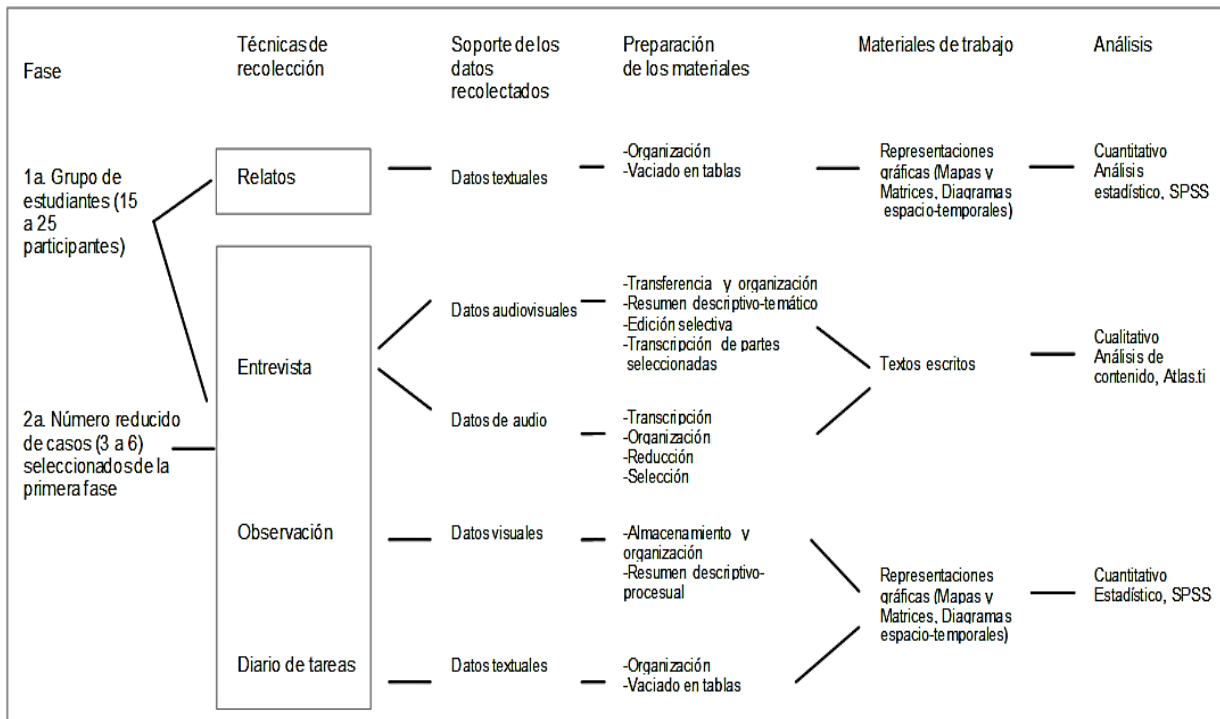 Fase
Técnicas de
recolección
Soporte de los
datos
recolectados
Preparación
de los materiales
Materiales de trabajo
Análisis
1a. Grupo de
estudiantes (15
a 25
participantes)
Relatos
Datos textuales
-Organización
-Vaciado en tablas
Representaciones
gráficas (Mapas y
Matrices, Diagramas
espacio-temporales)
Cuantitativo
Análisis
estadístico, SPSS
2a. Número reducido
de casos (3 a 6)
seleccionados de la
primera fase
Entrevista
Datos audiovisuales
-Transferencia y organización
-Resumen descriptivo-temático
-Edición selectiva
-Transcripción de partes
seleccionadas
Datos de audio
-Transcripción
-Organización
-Reducción
-Selección
Textos escritos
Cualitativo
Análisis de
contenido, Atlas.ti
Observación
Datos visuales
-Almacenamiento y
organización
-Resumen descriptivo-
procesual
Diario de tareas
Datos textuales
-Organización
-Vaciado en tablas
Representaciones
gráficas (Mapas y
Matrices, Diagramas
espacio-temporales)
Cuantitativo
Estadístico, SPSS